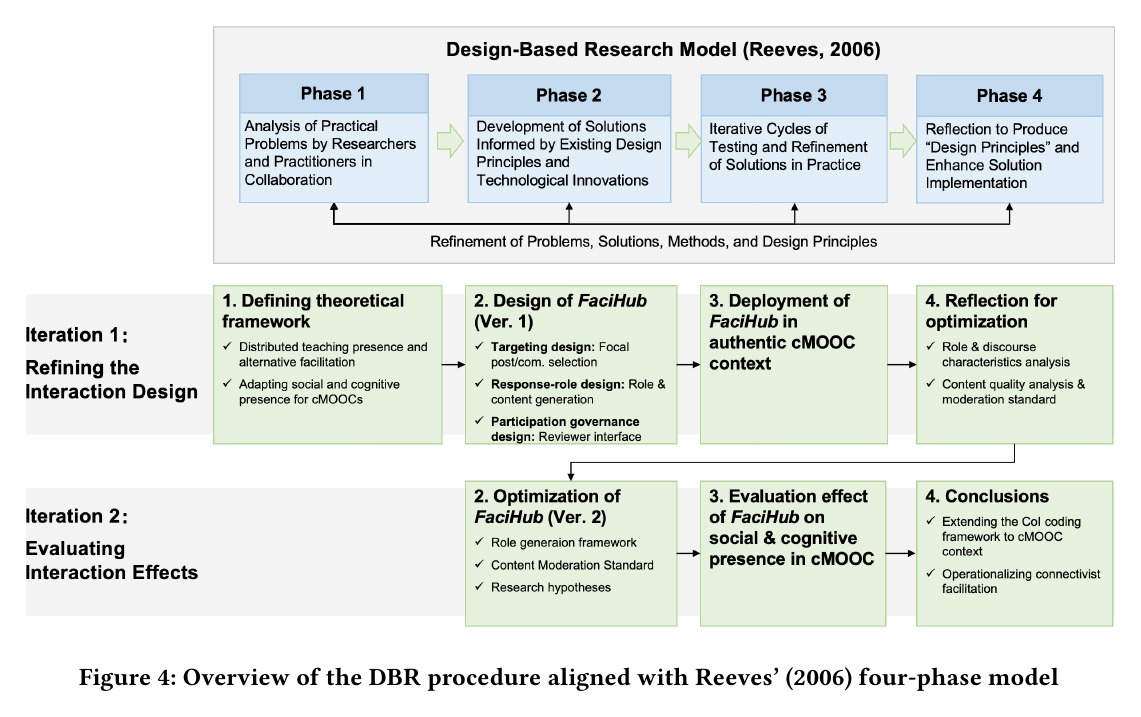 Design-Based Research Model (Reeves, 2006)
Phase 1
Analysis of Practical
Problems by Researchers
and Practitioners in
Collaboration
Phase 2
Development of Solutions
Informed by Existing Design
Principles and
Technological Innovations
Phase 3
Iterative Cycles of
Testing and Refinement
of Solutions in Practice
Phase 4
Reflection to Produce
“Design Principles” and
Enhance Solution
Implementation
Refinement of Problems, Solutions, Methods, and Design Principles
Iteration 1:
Refining the
Interaction Design
1. Defining theoretical
framework
✓ Distributed teaching presence and
alternative facilitation
✓ Adapting social and cognitive
presence for cMOOCs
2. Design of FaciHub
(Ver. 1)
✓ Targeting design: Focal
post/com. selection
✓ Response-role design: Role &
content generation
✓ Participation governance
design: Reviewer interface
3. Deployment of
FaciHub in
authentic cMOOC
context
4. Reflection for
optimization
✓ Role & discourse
characteristics analysis
✓ Content quality analysis &
moderation standard
Iteration 2:
Evaluating
Interaction Effects
2. Optimization of
FaciHub (Ver. 2)
✓ Role generaion framework
✓ Content Moderation Standard
✓ Research hypotheses
3. Evaluation effect
of FaciHub on
social & cognitive
presence in cMOOC
4. Conclusions
✓ Extending the CoI coding
framework to cMOOC
context
✓ Operationalizing connectivist
facilitation
Figure 4: Overview of the DBR procedure aligned with Reeves’ (2006) four-phase model